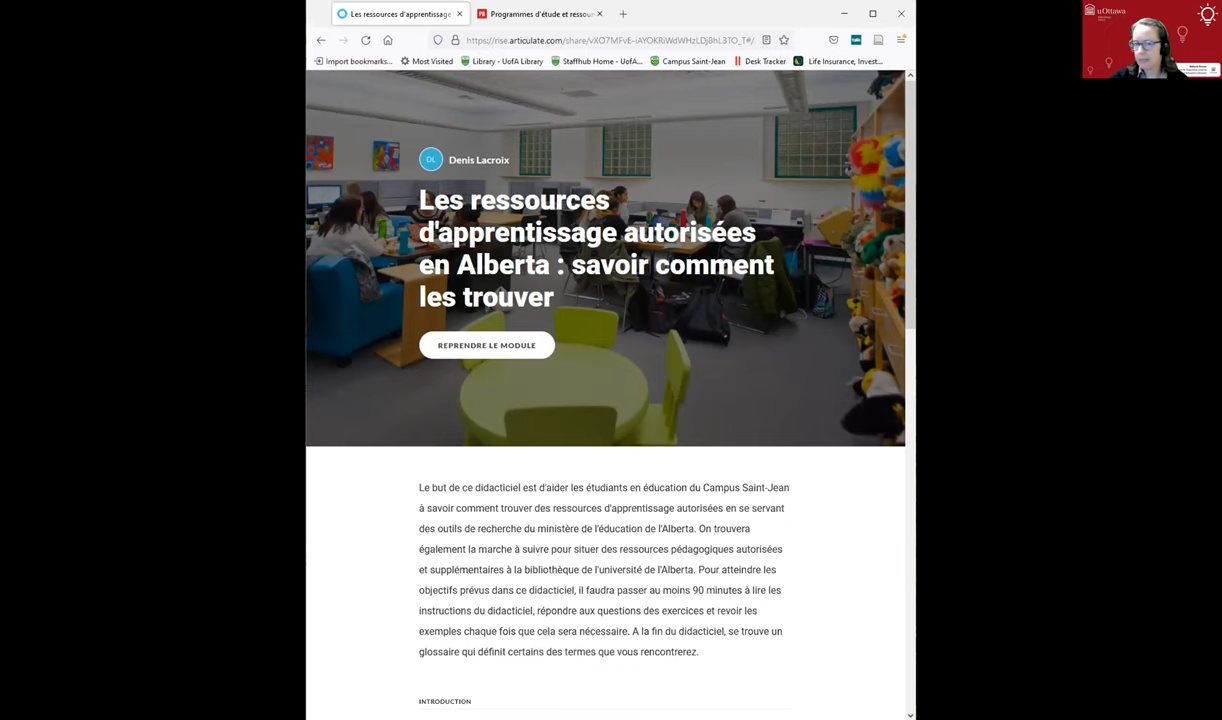 Les ressources d'apprentissage
Programmes d'étude et ressour
https://rise.articulate.com/share/vXO7MFvE-iAYOKRiWdWHzLDj8hL3TO_T#/
Import bookmarks...
Most Visited
Library - UofA Library
Staffhub Home - UofA...
Campus Saint-Jean
Desk Tracker
Life Insurance, Invest...
uOttawa
DL
Denis Lacroix
Les ressources
d'apprentissage autorisées
en Alberta : savoir comment
les trouver
REPRENDRE LE MODULE
Le but de ce didacticiel est d'aider les étudiants en éducation du Campus Saint-Jean
à savoir comment trouver des ressources d'apprentissage autorisées en se servant
des outils de recherche du ministère de l'éducation de l'Alberta. On trouvera
également la marche à suivre pour situer des ressources pédagogiques autorisées
et supplémentaires à la bibliothèque de l'université de l'Alberta. Pour atteindre les
objectifs prévus dans ce didacticiel, il faudra passer au moins 90 minutes à lire les
instructions du didacticiel, répondre aux questions des exercices et revoir les
exemples chaque fois que cela sera nécessaire. A la fin du didacticiel, se trouve un
glossaire qui définit certains des termes que vous rencontrerez.
INTRODUCTION